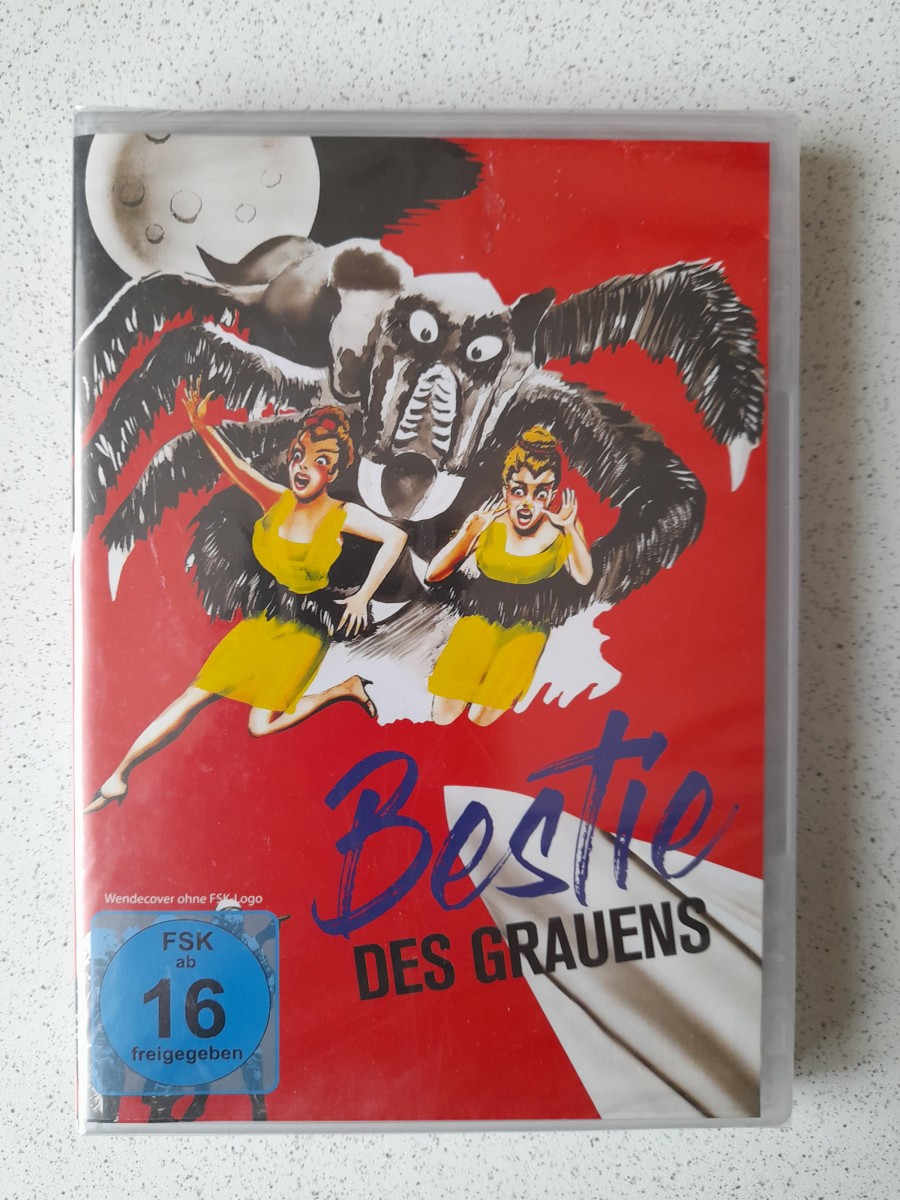 Bestie
DES GRAUENS
Wendecover ohne FSK-Logo
FSK
ab
16
freigegeben